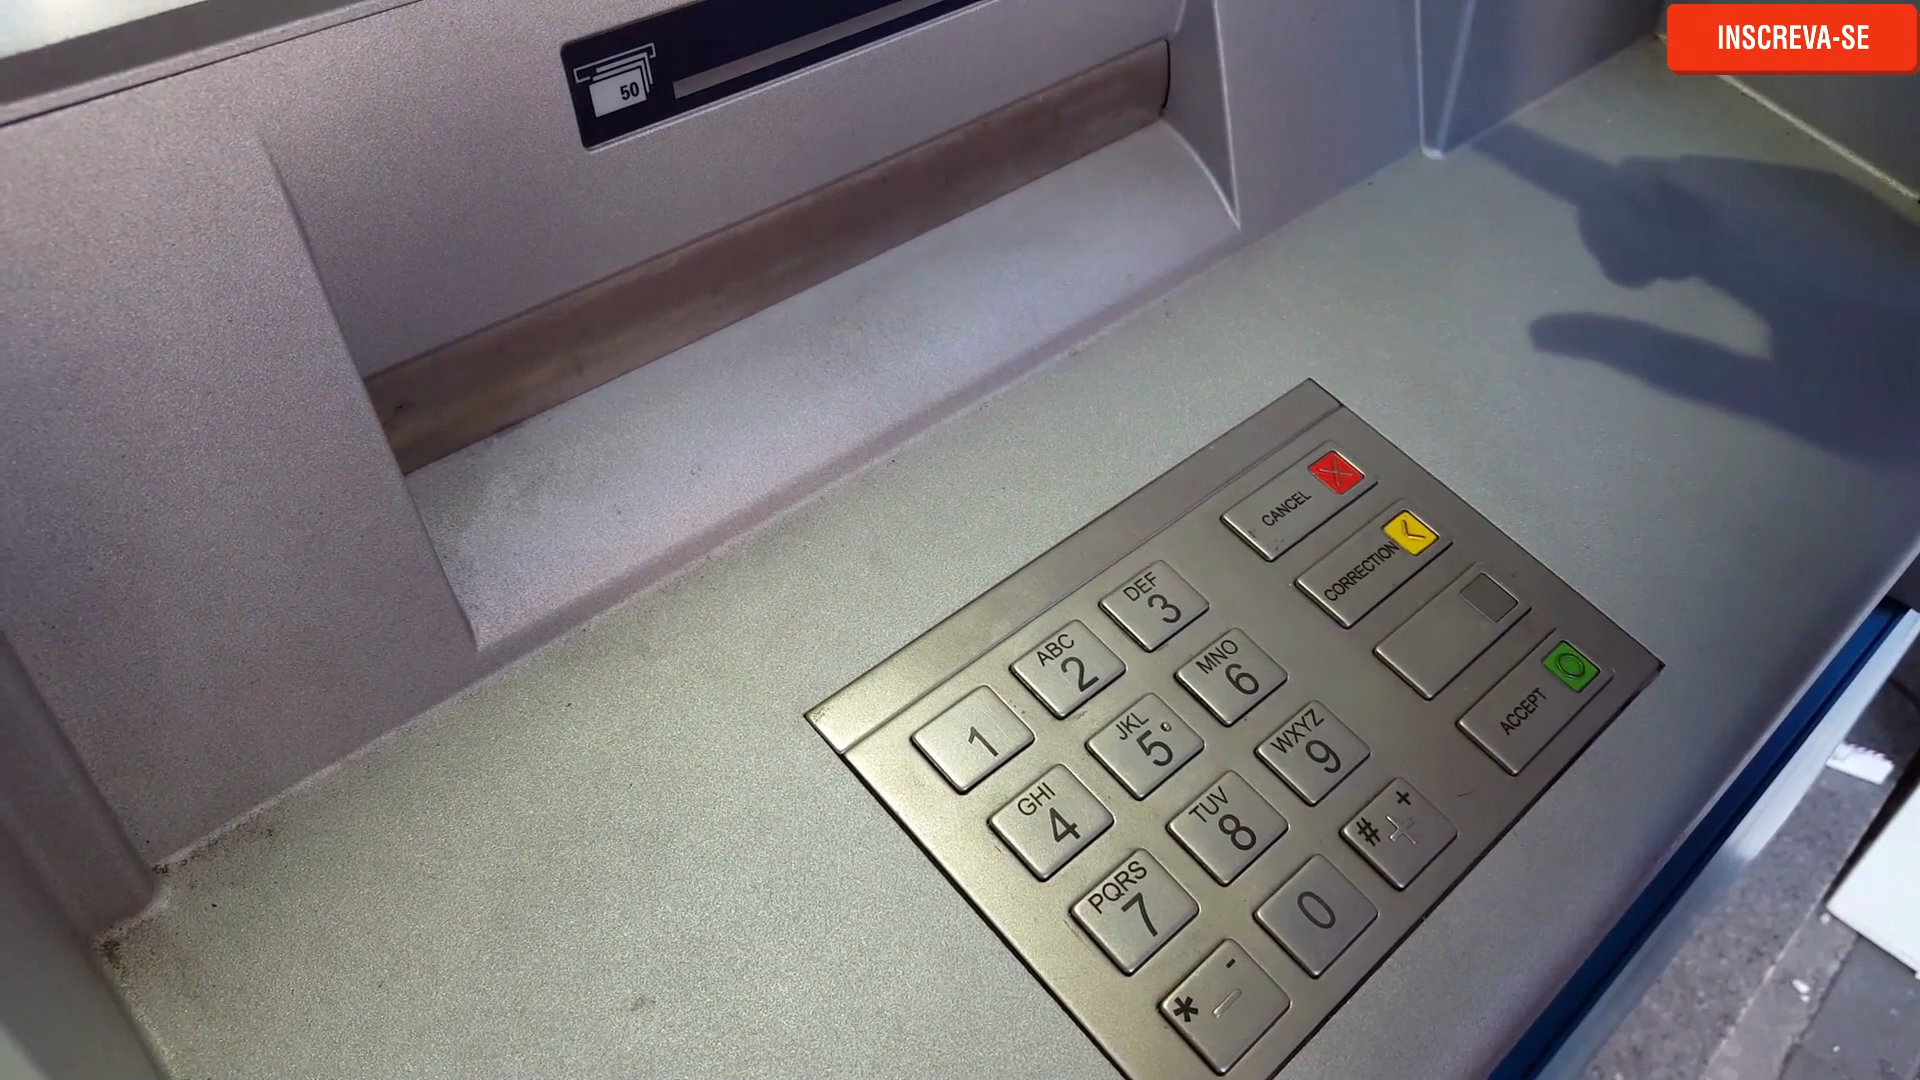 INSCREVA-SE
50
CANCEL
CORRECTION
ACCEPT
1
ABC
2
DEF
3
GHI
4
JKL
5
MNO
6
PQRS
7
TUV
8
WXYZ
9
* -
0
# +